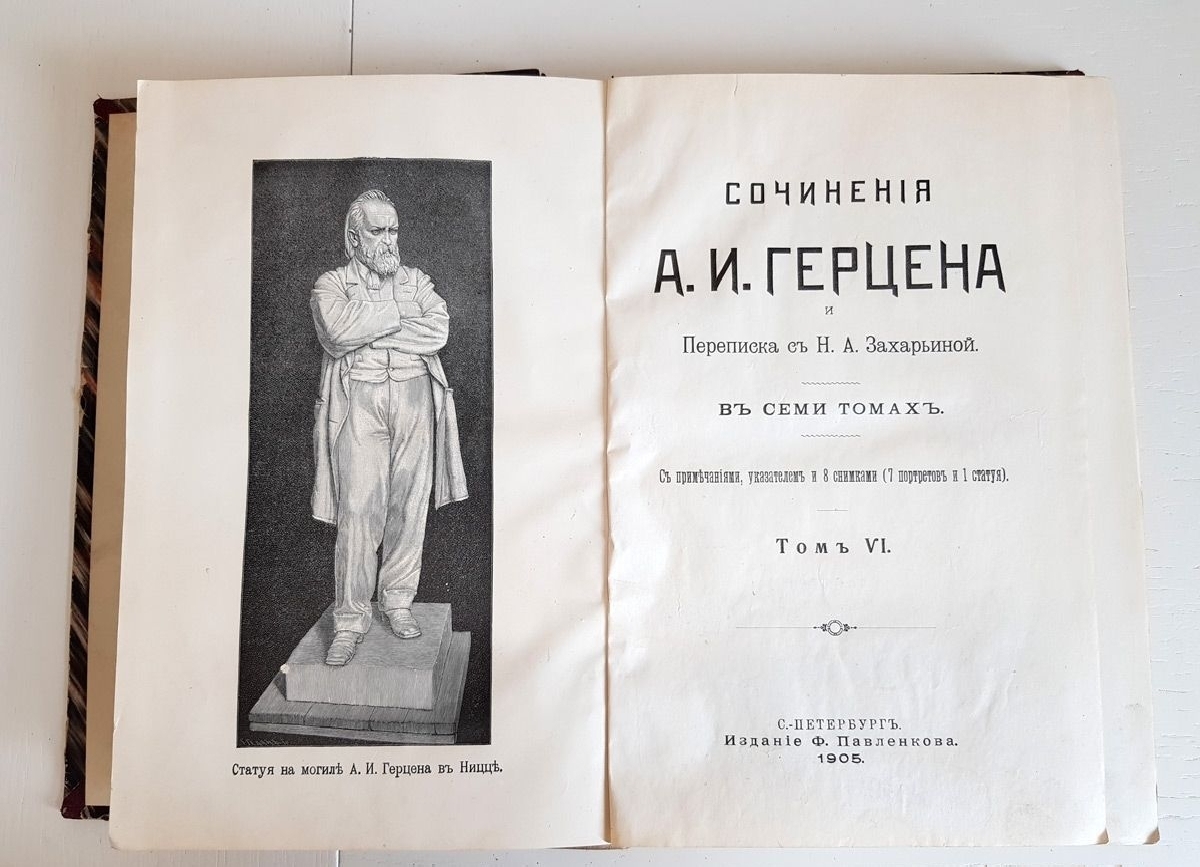 Статуя на могилѣ А. И. Герцена въ Ниццѣ.
СОЧИНЕНІЯ
А. И. ГЕРЦЕНА
и
Переписка съ Н. А. Захарьиной.
ВЪ СЕМИ ТОМАХЪ.
Съ примѣчаніями, указателемъ и 8 снимками (7 портретовъ и 1 статуя).
Томъ VI.
С.-ПЕТЕРБУРГЪ.
Изданіе Ф. Павленкова.
1905.